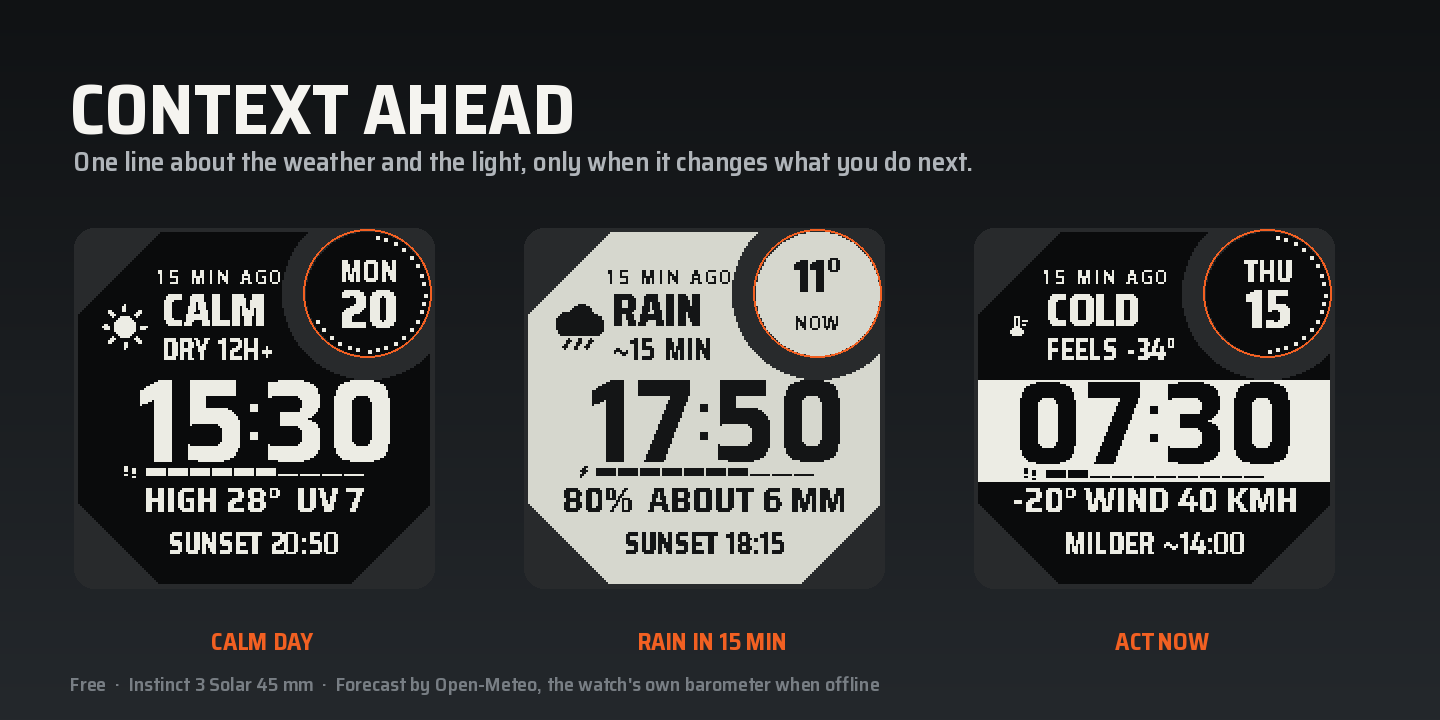 CONTEXT AHEAD
One line about the weather and the light, only when it changes what you do next.
15 MIN AGO
CALM
DRY 12H+
MON
20
15:30
HIGH 28° UV 7
SUNSET 20:50
CALM DAY
15 MIN AGO
RAIN
~15 MIN
11°
NOW
17:50
80% ABOUT 6 MM
SUNSET 18:15
RAIN IN 15 MIN
15 MIN AGO
COLD
FEELS -34°
THU
15
07:30
-20° WIND 40 KMH
MILDER ~14:00
ACT NOW
Free · Instinct 3 Solar 45 mm · Forecast by Open-Meteo, the watch's own barometer when offline